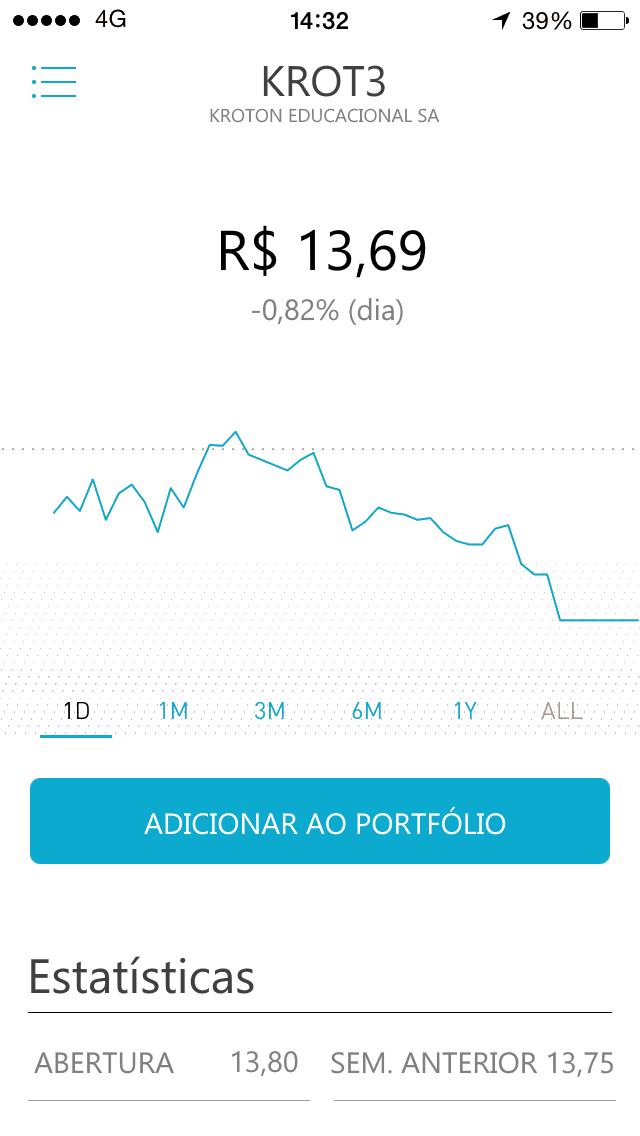 4G 14:32 39%
KROT3
KROTON EDUCACIONAL SA
R$ 13,69
-0,82% (dia)
1D 1M 3M 6M 1Y ALL
ADICIONAR AO PORTFÓLIO
Estatísticas
ABERTURA 13,80 SEM. ANTERIOR 13,75